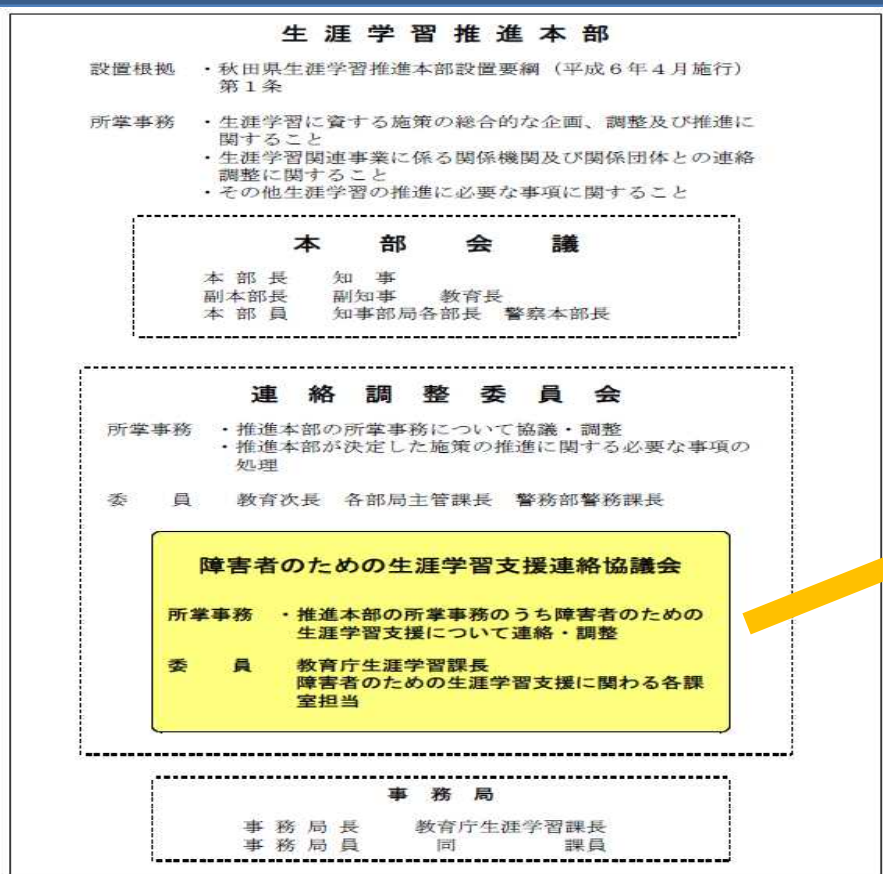 生涯学習推進本部
設置根拠 ・秋田県生涯学習推進本部設置要綱（平成６年４月施行）
第１条
所掌事務 ・生涯学習に資する施策の総合的な企画、調整及び推進に
関すること
・生涯学習関連事業に係る関係機関及び関係団体との連絡
調整に関すること
・その他生涯学習の推進に必要な事項に関すること
本部会議
本部長 知事
副本部長 副知事 教育長
本部員 知事部局各部長 警察本部長
連絡調整委員会
所掌事務 ・推進本部の所掌事務について協議・調整
・推進本部が決定した施策の推進に関する必要な事項の
処理
委員 教育次長 各部局主管課長 警務部警務課長
障害者のための生涯学習支援連絡協議会
所掌事務 ・推進本部の所掌事務のうち障害者のための
生涯学習支援について連絡・調整
委員 教育庁生涯学習課長
障害者のための生涯学習支援に関わる各課
室担当
事務局
事務局長 教育庁生涯学習課長
事務局員 同 課員